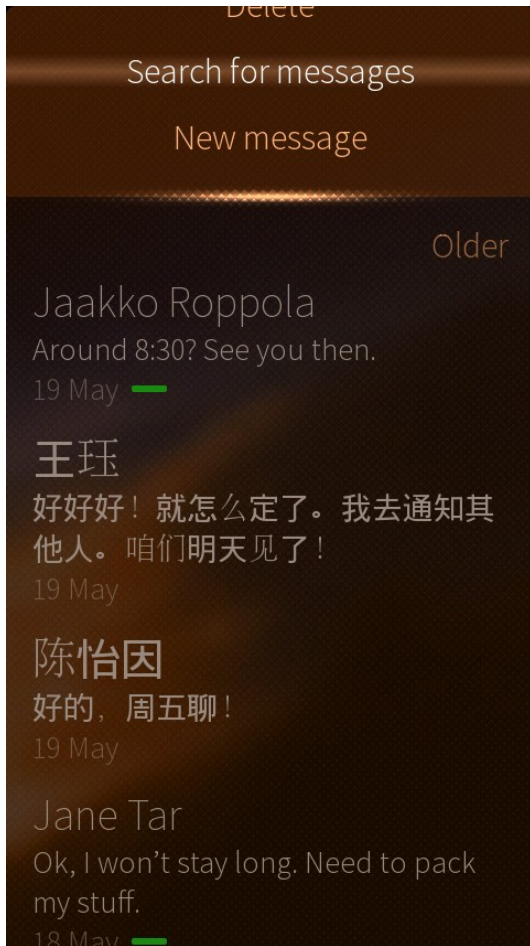 Delete
Search for messages
New message
Older
Jaakko Roppola
Around 8:30? See you then.
19 May
王珏
好好好！就怎么定了。我去通知其
他人。咱们明天见了！
19 May
陈怡因
好的，周五聊！
19 May
Jane Tar
Ok, I won’t stay long. Need to pack
my stuff.
18 May